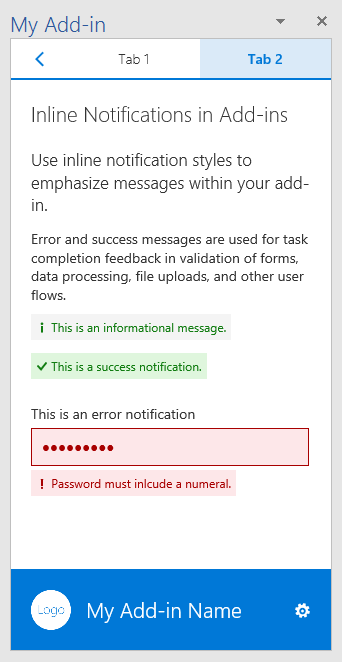 My Add-in
Tab 1
Tab 2
Inline Notifications in Add-ins
Use inline notification styles to
emphasize messages within your add-
in.
Error and success messages are used for task
completion feedback in validation of forms,
data processing, file uploads, and other user
flows.
This is an informational message.
This is a success notification.
This is an error notification
Password must inlcude a numeral.
Logo
My Add-in Name